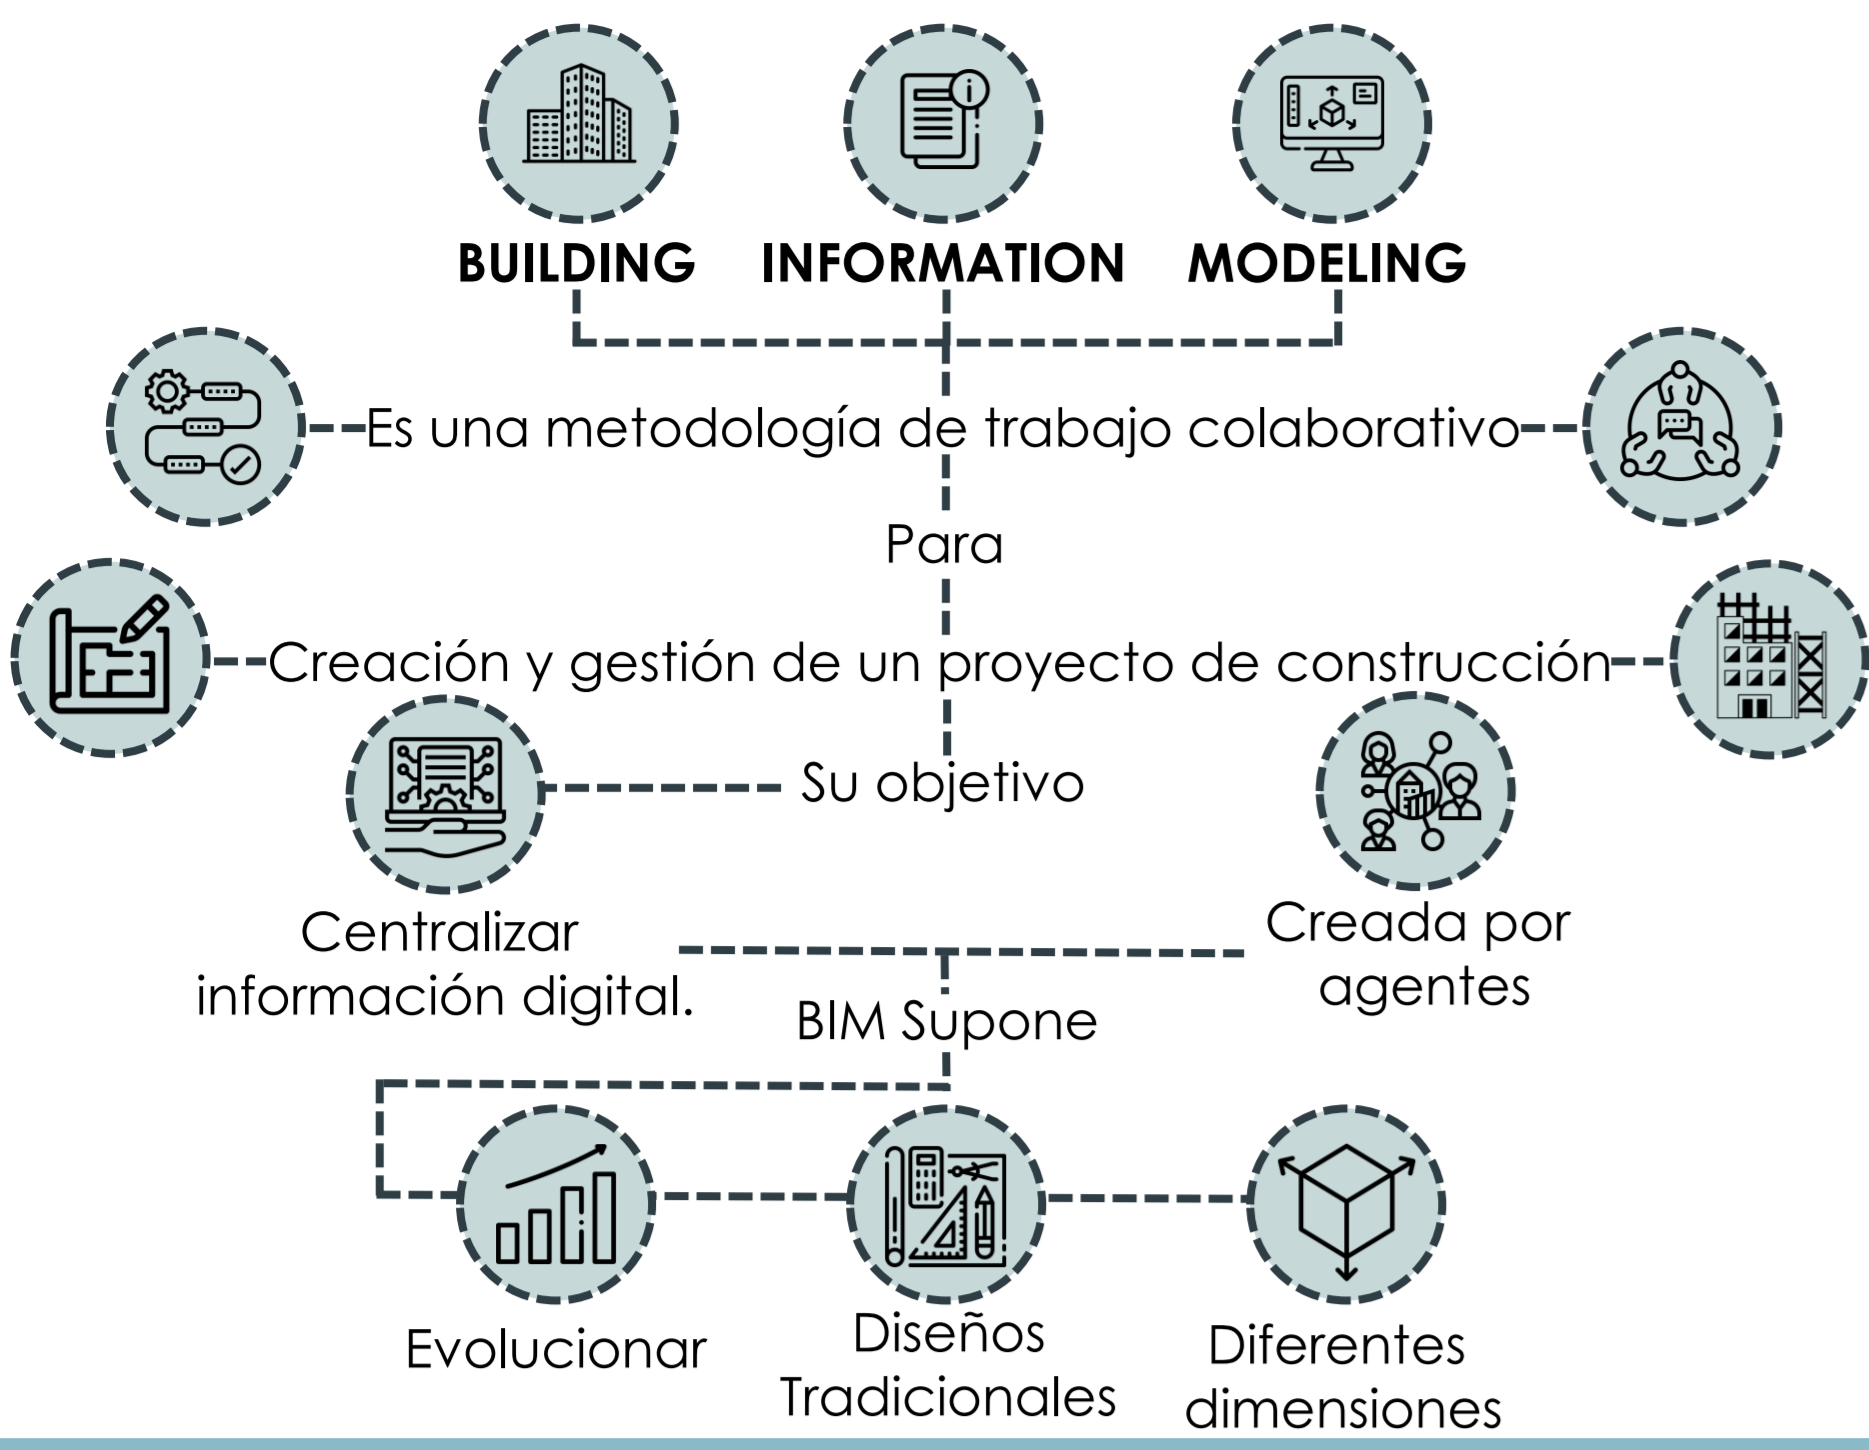 BUILDING INFORMATION MODELING
Es una metodología de trabajo colaborativo
Para
Creación y gestión de un proyecto de construcción
Su objetivo
Centralizar
información digital.
Creada por
agentes
BIM Supone
Evolucionar
Diseños
Tradicionales
Diferentes
dimensiones